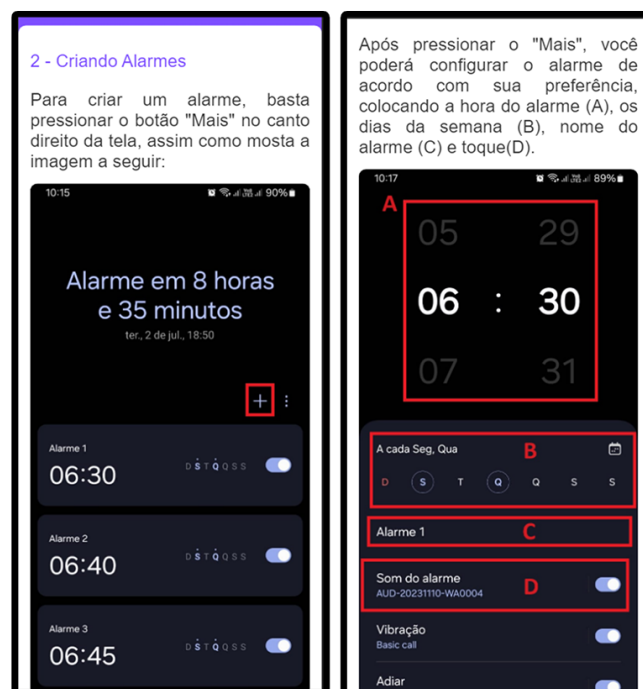 2 - Criando Alarmes
Para criar um alarme, basta
pressionar o botão "Mais" no canto
direito da tela, assim como mosta a
imagem a seguir:
10:15
90%
Alarme em 8 horas
e 35 minutos
ter., 2 de jul., 18:50
+
Alarme 1
06:30
D S T Q Q S S
Alarme 2
06:40
D S T Q Q S S
Alarme 3
06:45
D S T Q Q S S
Após pressionar o "Mais", você
poderá configurar o alarme de
acordo com sua preferência,
colocando a hora do alarme (A), os
dias da semana (B), nome do
alarme (C) e toque(D).
10:17
89%
A
05 29
06 : 30
07 31
A cada Seg, Qua
B
D S T Q Q S S
Alarme 1
C
Som do alarme
AUD-20231110-WA0004
D
Vibração
Basic call
Adiar